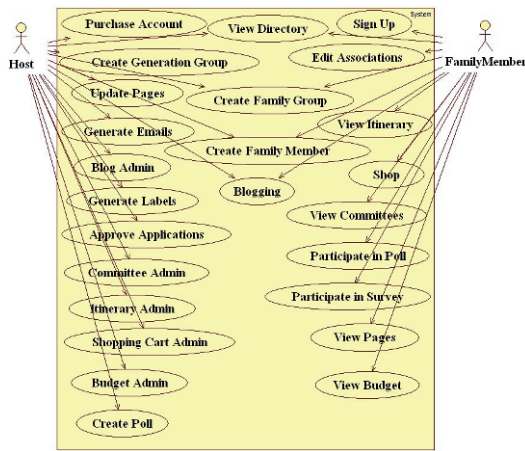 System
Purchase Account
View Directory
Sign Up
Host
FamilyMember
Create Generation Group
Edit Associations
Update Pages
Create Family Group
View Itinerary
Generate Emails
Create Family Member
Blog Admin
Blogging
Shop
Generate Labels
View Committees
Approve Applications
Participate in Poll
Committee Admin
Participate in Survey
Itinerary Admin
Shopping Cart Admin
View Pages
Budget Admin
View Budget
Create Poll